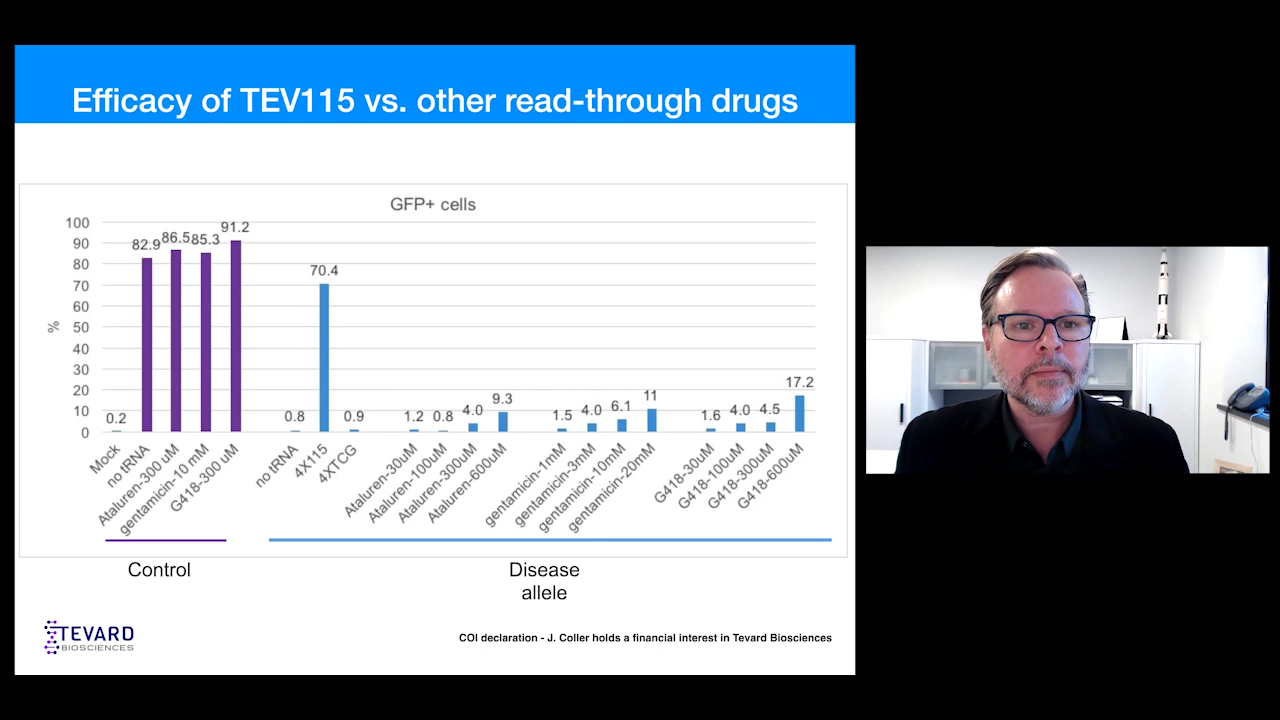 Efficacy of TEV115 vs. other read-through drugs
GFP+ cells
%
100
90
80
70
60
50
40
30
20
10
0
0.2
82.9
86.5
85.3
91.2
0.8
70.4
0.9
1.2
0.8
4.0
9.3
1.5
4.0
6.1
11
1.6
4.0
4.5
17.2
Mock
no tRNA
Ataluren-300 uM
gentamicin-10 mM
G418-300 uM
no tRNA
4X115
4XTCG
Ataluren-30uM
Ataluren-100uM
Ataluren-300uM
Ataluren-600uM
gentamicin-1mM
gentamicin-3mM
gentamicin-10mM
gentamicin-20mM
G418-30uM
G418-100uM
G418-300uM
G418-600uM
Control
Disease
allele
TEVARD
BIOSCIENCES
COI declaration - J. Coller holds a financial interest in Tevard Biosciences